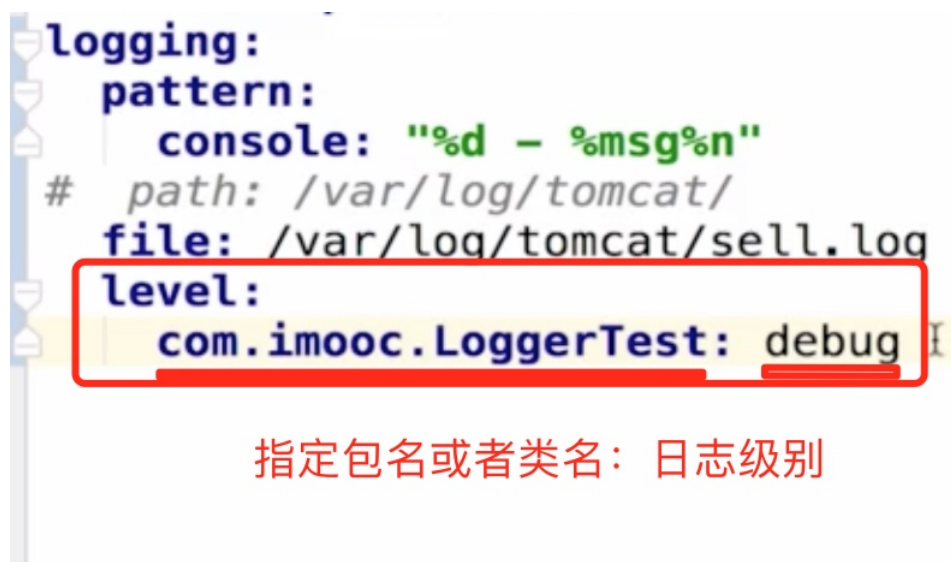 logging:
pattern:
console: "%d - %msg%n"
# path: /var/log/tomcat/
file: /var/log/tomcat/sell.log
level:
com.imooc.LoggerTest: debug
指定包名或者类名：日志级别